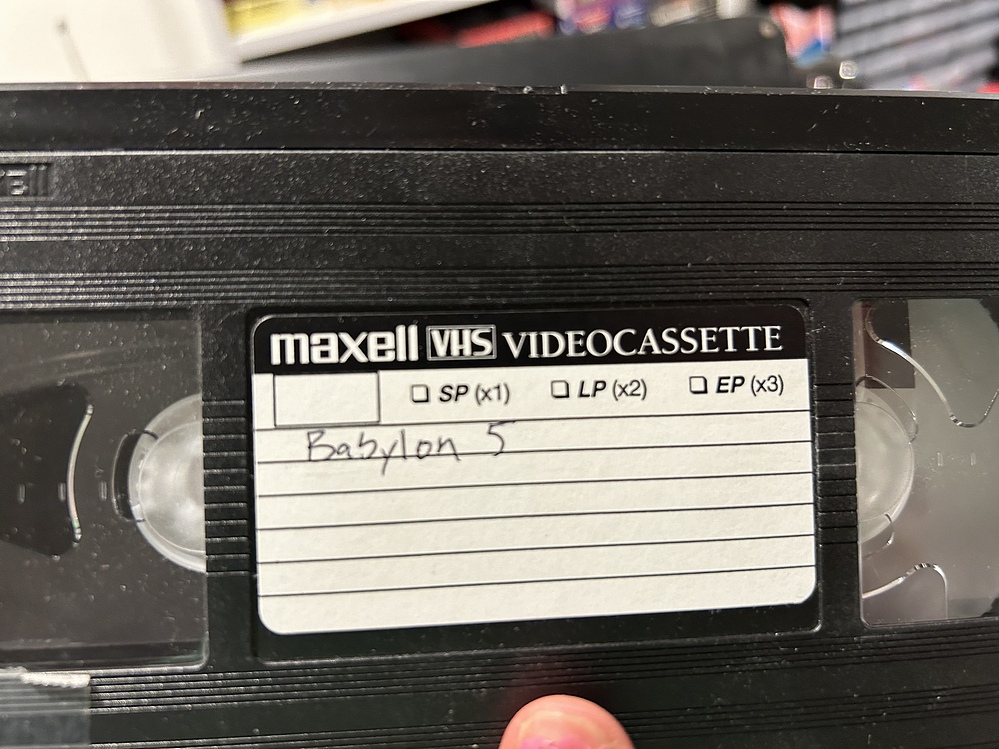 maxell VHS VIDEOCASSETTE
SP (x1) LP (x2) EP (x3)
Babylon 5